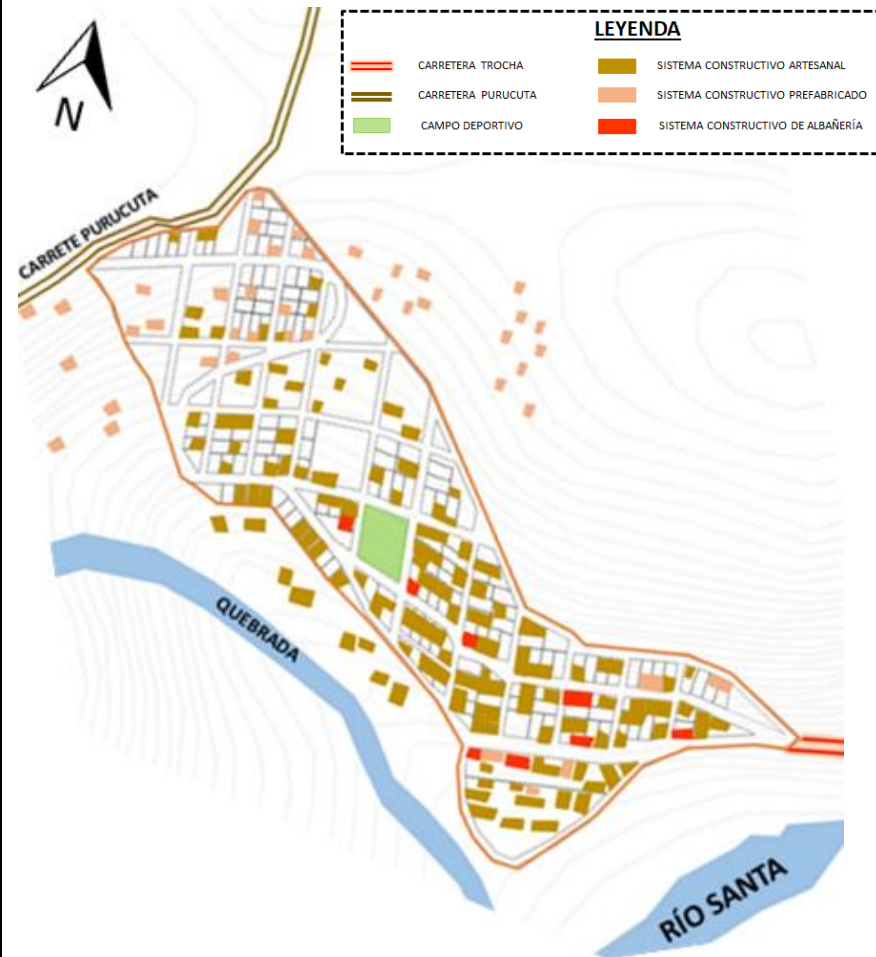 LEYENDA
CARRETERA TROCHA
SISTEMA CONSTRUCTIVO ARTESANAL
CARRETERA PURUCUTA
SISTEMA CONSTRUCTIVO PREFABRICADO
CAMPO DEPORTIVO
SISTEMA CONSTRUCTIVO DE ALBAÑERÍA
N
CARRETE PURUCUTA
QUEBRADA
RÍO SANTA